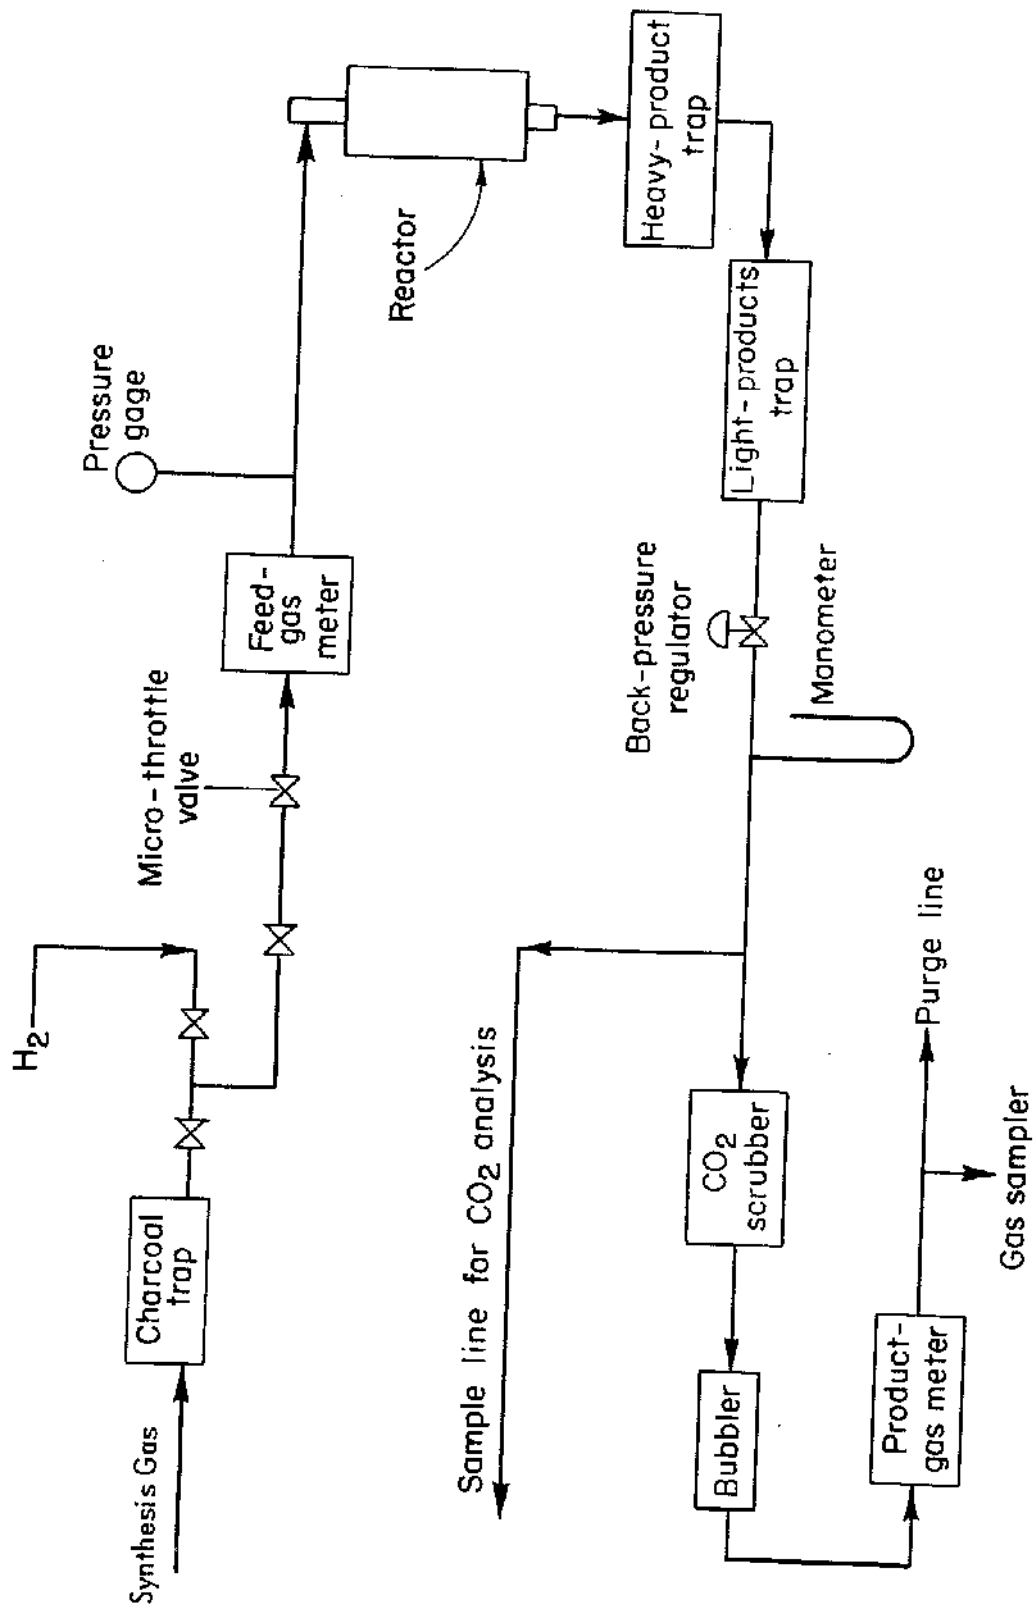 Synthesis Gas
Charcoal
trap
H2
Micro-throttle
valve
Feed-
gas
meter
Pressure
gage
Reactor
Heavy-product
trap
Light-products
trap
Back-pressure
regulator
Manometer
Sample line for CO2 analysis
CO2
scrubber
Bubbler
Product-
gas meter
Purge line
Gas sampler